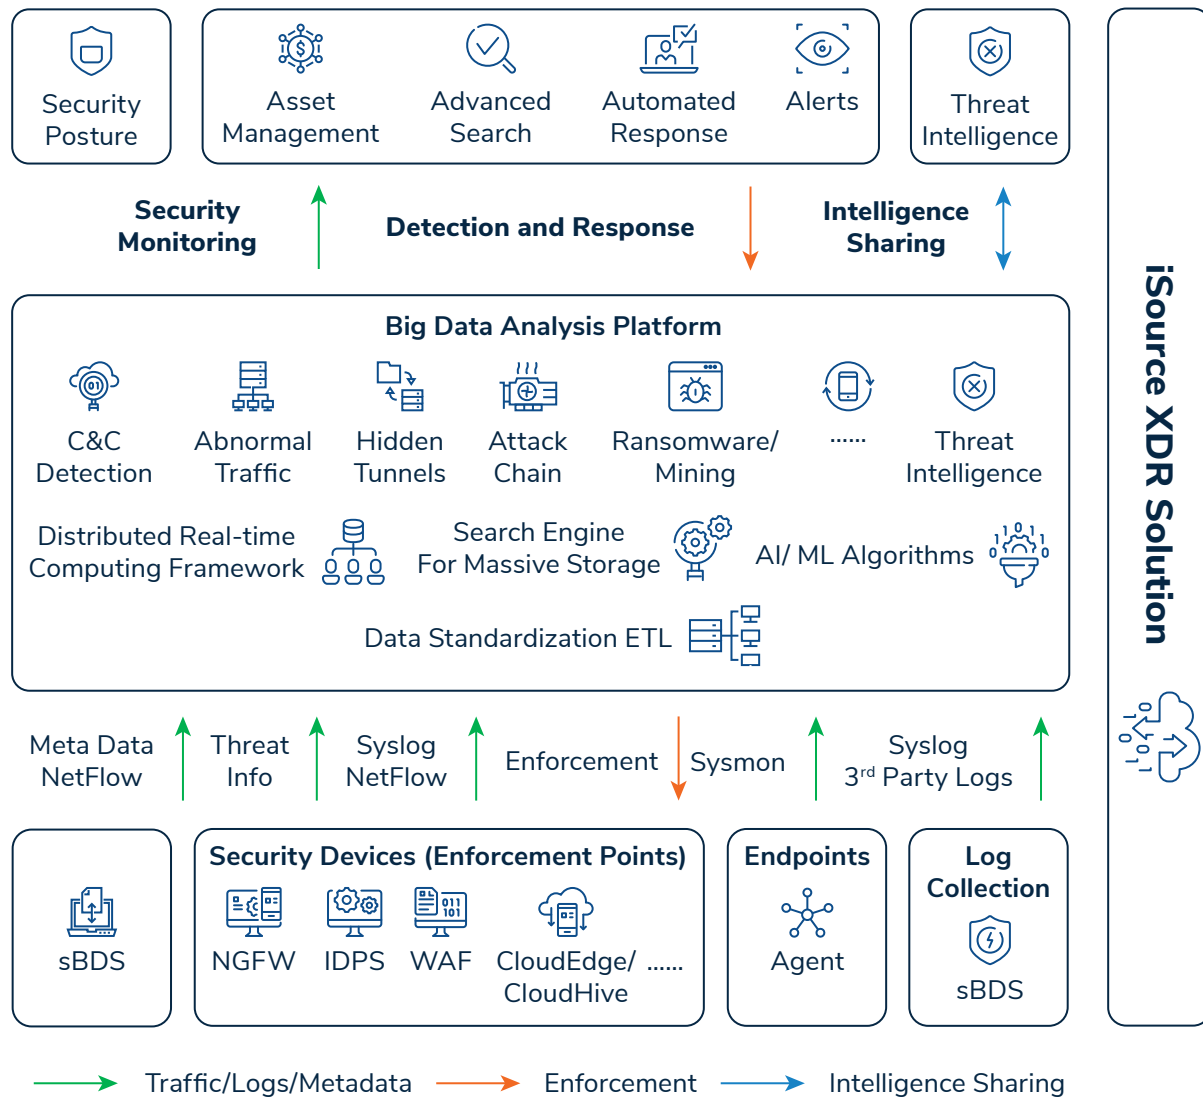 Security
Posture
Asset
Management
Advanced
Search
Automated
Response
Alerts
Threat
Intelligence
Security
Monitoring
Detection and Response
Intelligence
Sharing
Big Data Analysis Platform
C&C
Detection
Abnormal
Traffic
Hidden
Tunnels
Attack
Chain
Ransomware/
Mining
......
Threat
Intelligence
Distributed Real-time
Computing Framework
Search Engine
For Massive Storage
AI/ ML Algorithms
Data Standardization ETL
Meta Data
NetFlow
Threat
Info
Syslog
NetFlow
Enforcement
Sysmon
Syslog
3rd Party Logs
sBDS
Security Devices (Enforcement Points)
NGFW
IDPS
WAF
CloudEdge/
CloudHive
......
Endpoints
Agent
Log
Collection
sBDS
iSource XDR Solution
Traffic/Logs/Metadata
Enforcement
Intelligence Sharing